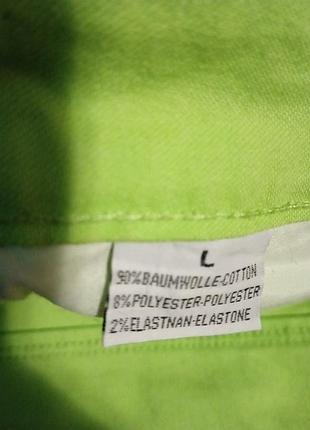 L
90%BAUMWOLLE-COTTON
8%POLYESTER-POLYESTER
2%ELASTNAN-ELASTONE